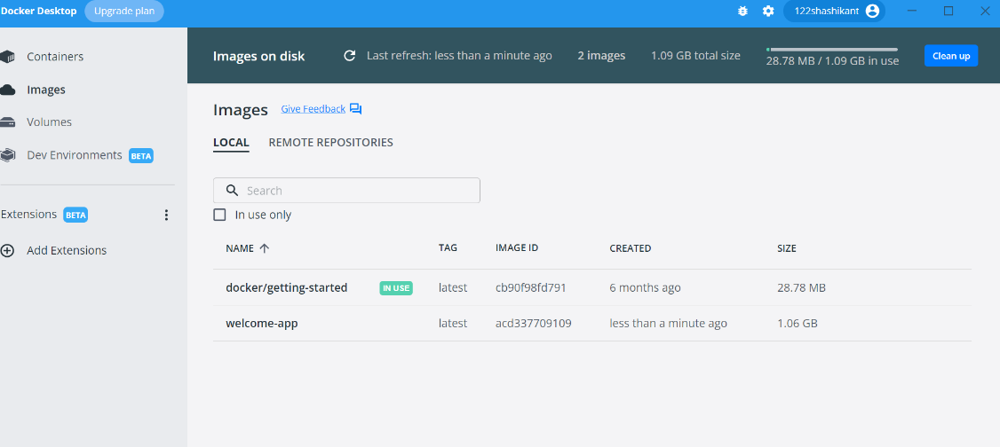 Docker Desktop Upgrade plan 122shashikant
Containers
Images
Volumes
Dev Environments BETA
Extensions BETA
Add Extensions
Images on disk Last refresh: less than a minute ago 2 images 1.09 GB total size 28.78 MB / 1.09 GB in use Clean up
Images Give Feedback
LOCAL REMOTE REPOSITORIES
Search
In use only
NAME TAG IMAGE ID CREATED SIZE
docker/getting-started IN USE latest cb90f98fd791 6 months ago 28.78 MB
welcome-app latest acd337709109 less than a minute ago 1.06 GB